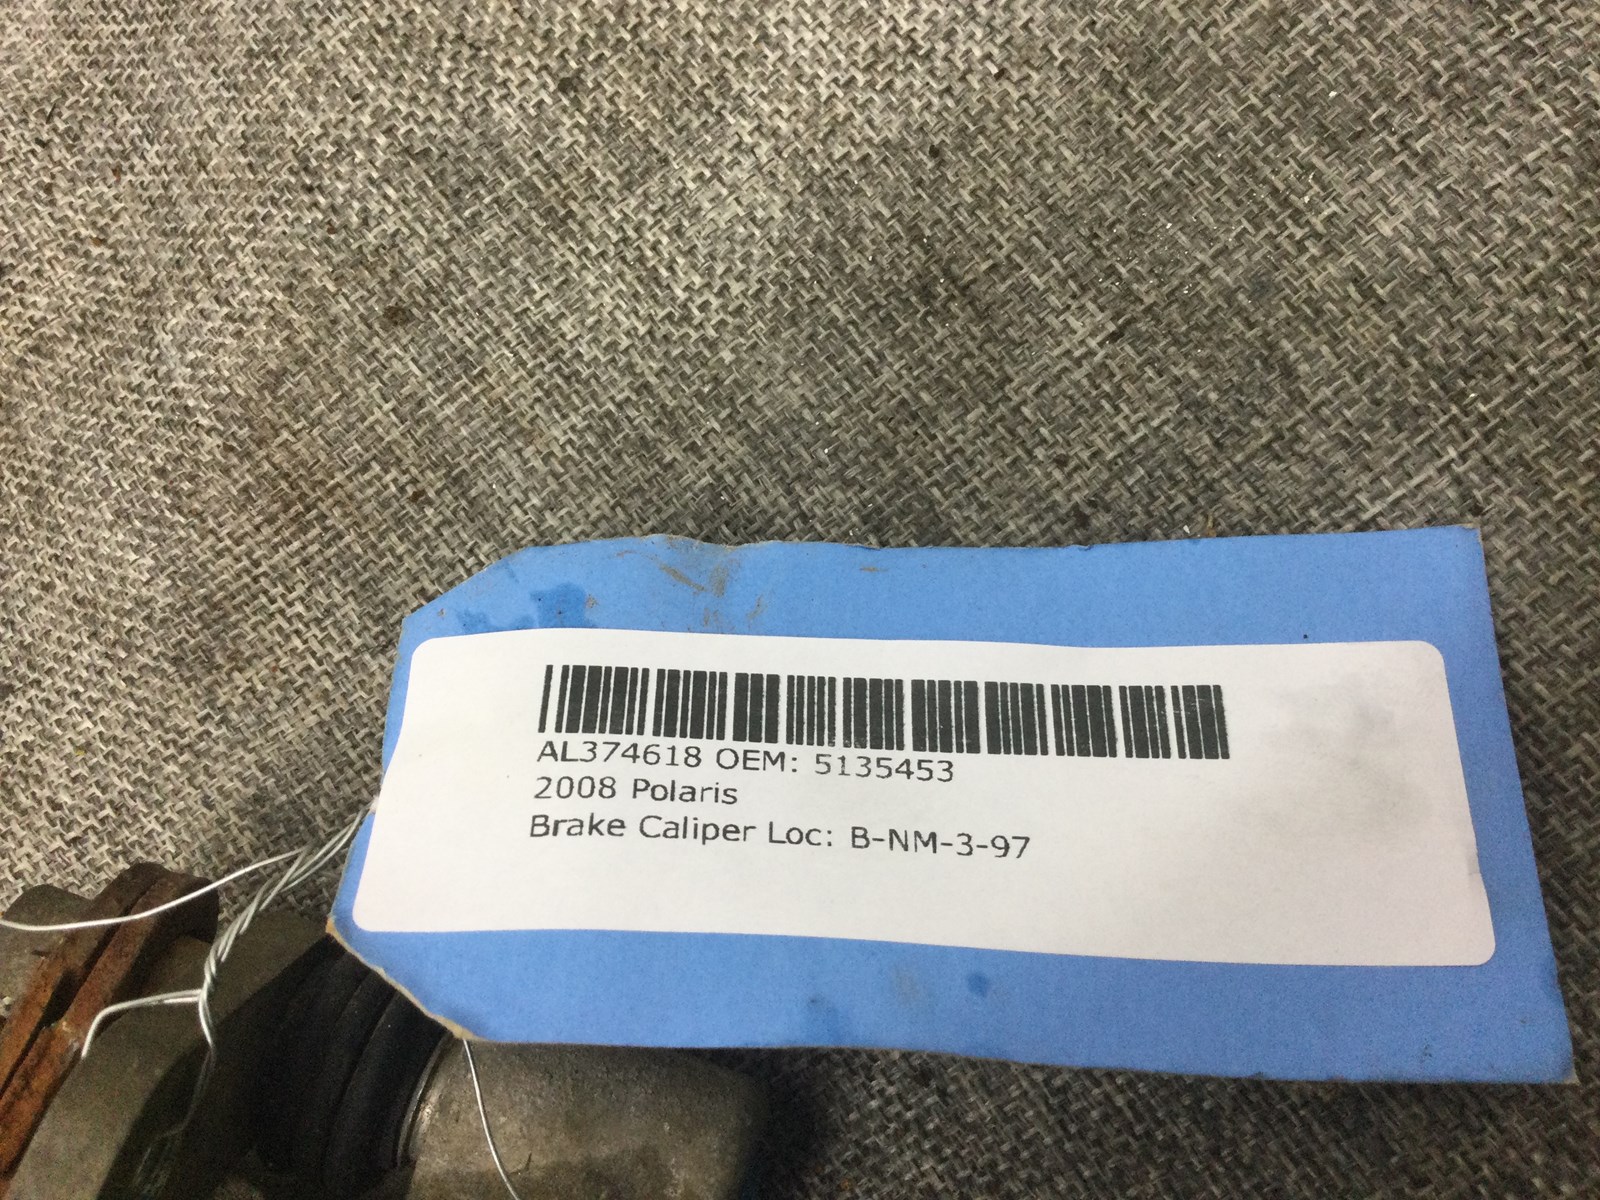 AL374618 OEM: 5135453
2008 Polaris
Brake Caliper Loc: B-NM-3-97